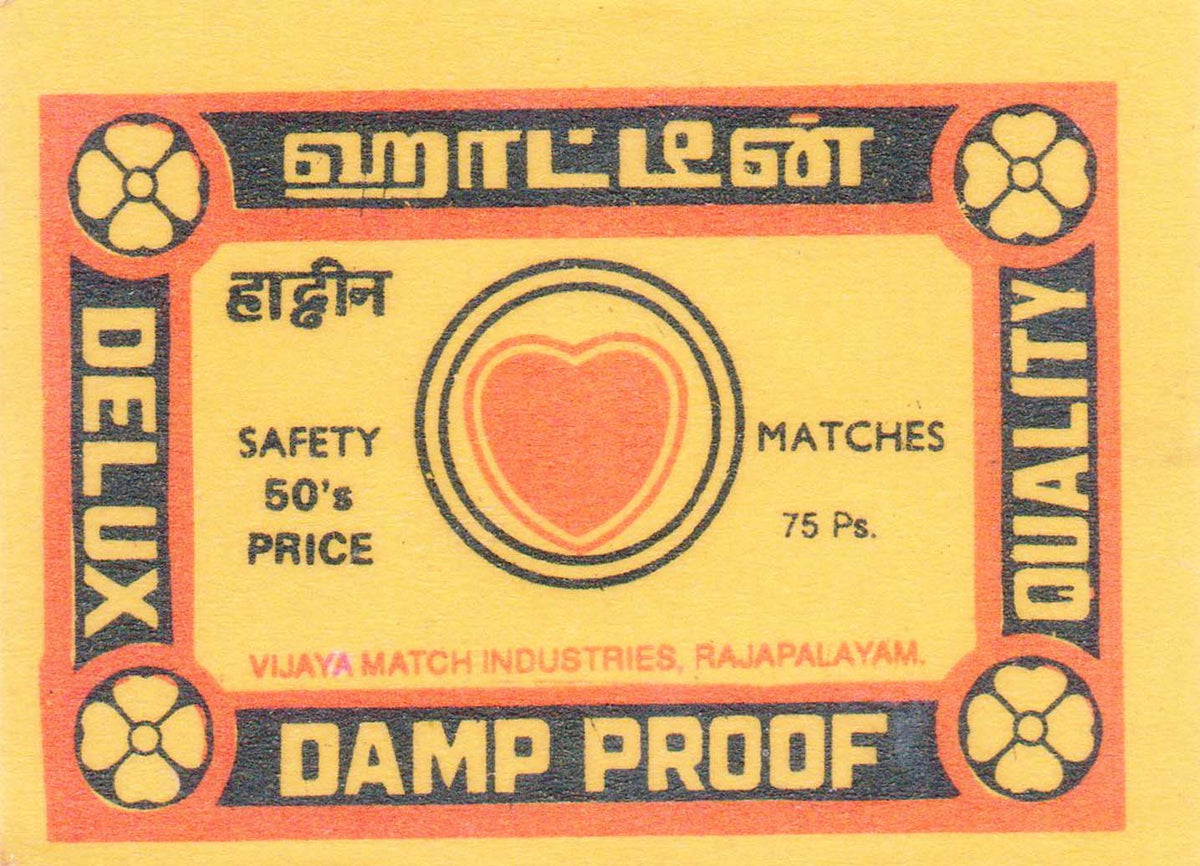 ஹாட்டீன்
DELUX
QUALITY
हाट्टीन
SAFETY
MATCHES
50's
PRICE
75 Ps.
VIJAYA MATCH INDUSTRIES, RAJAPALAYAM.
DAMP PROOF